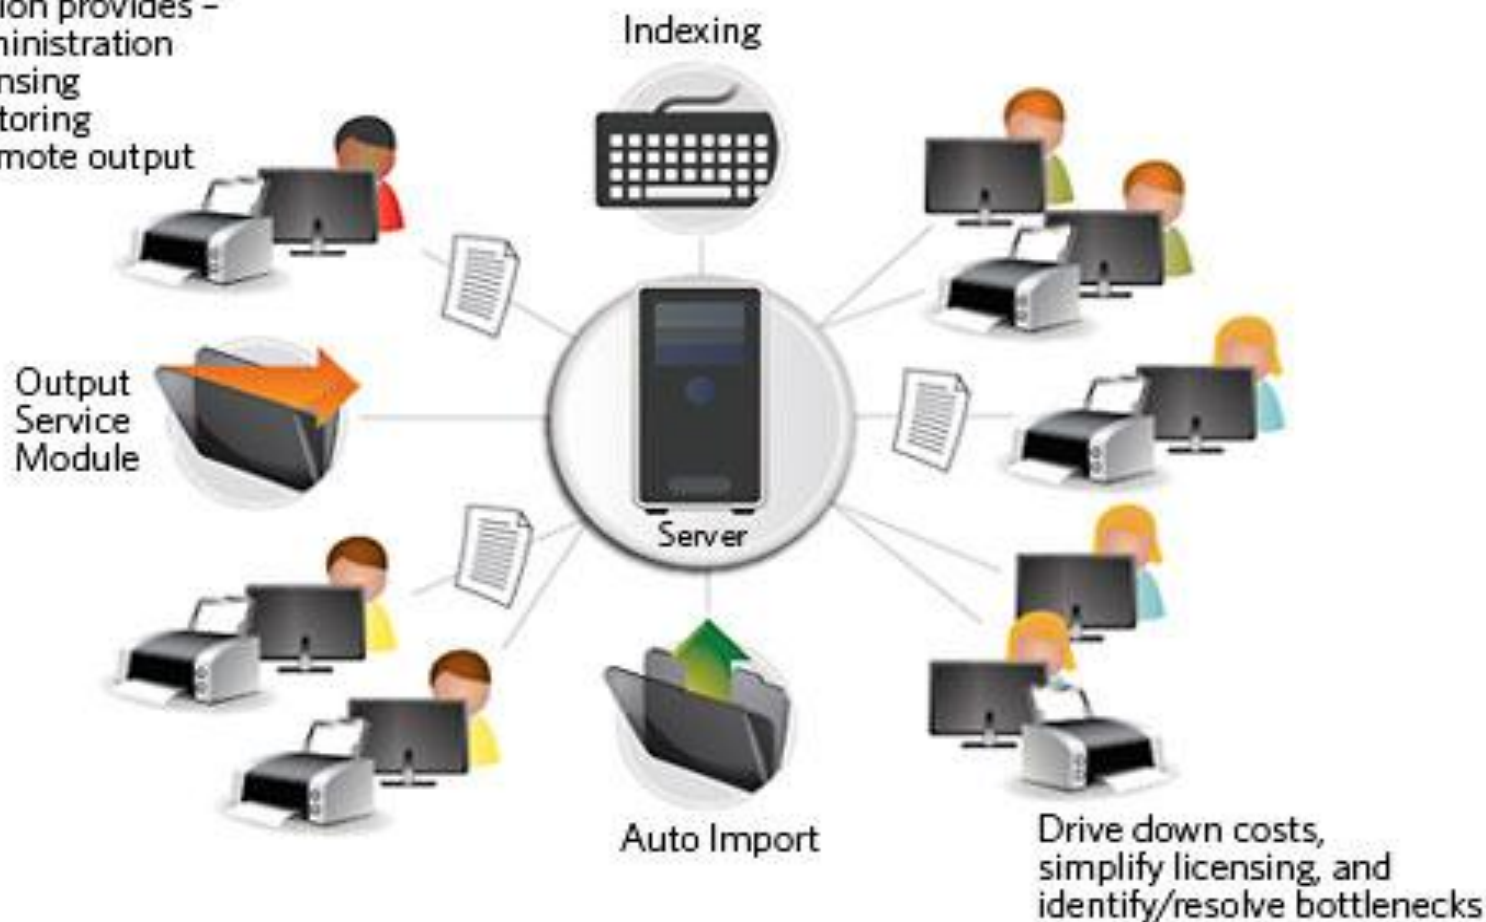 ion provides –
ministration
nsing
toring
mote output
Indexing
Output
Service
Module
Server
Auto Import
Drive down costs,
simplify licensing, and
identify/resolve bottlenecks